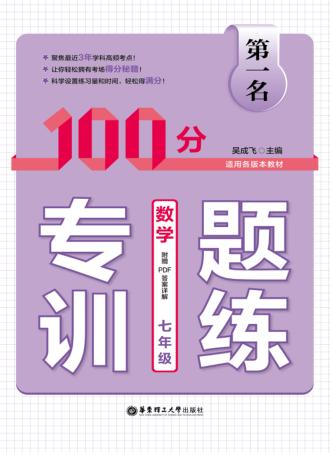 聚焦最近3年学科高频考点！
让你轻松拥有考场得分秘籍！
科学设置练习量和时间，轻松得满分！
第一名
100分
吴成飞 主编
适用各版本教材
专题
训练
数学
附赠
PDF
答案详解
七年级
华东理工大学出版社